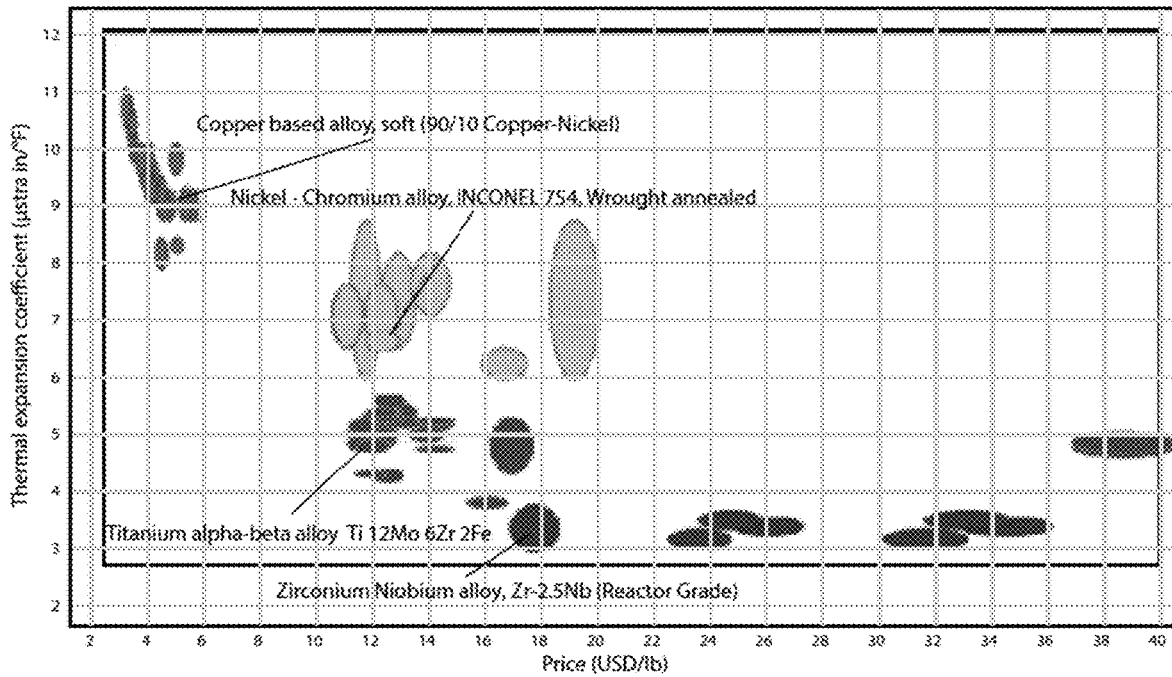 12
11
10
9
8
7
6
5
4
3
2
Thermal expansion coefficient (µstra in/°F)
Copper based alloy, soft (90/10 Copper-Nickel)
Nickel - Chromium alloy, INCONEL 754, Wrought annealed
Titanium alpha-beta alloy Ti 12Mo 6Zr 2Fe
Zirconium Niobium alloy, Zr-2.5Nb (Reactor Grade)
2 4 6 8 10 12 14 16 18 20 22 24 26 28 30 32 34 36 38 40
Price (USD/lb)